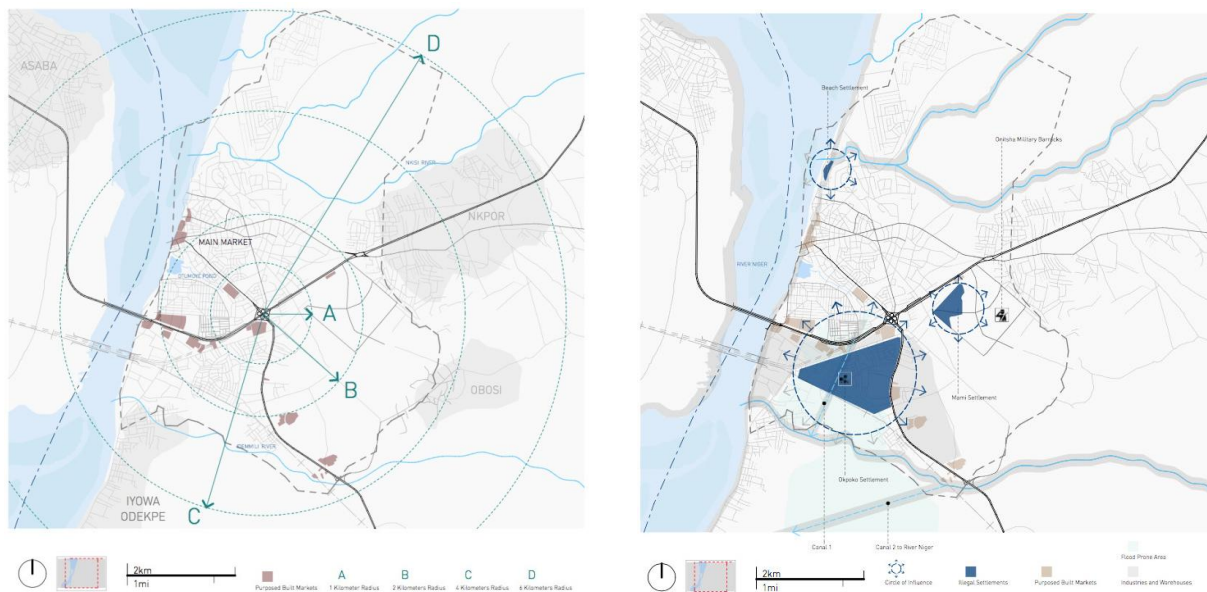 D
ASABA
NKISI RIVER
NKPOR
MAIN MARKET
A
B
OBOSI
C
IYOWA
ODEKPE
2km
1mi
Purposed Built Markets
A
1-Kilometer Radius
B
2-Kilometers Radius
C
4-Kilometers Radius
D
6-Kilometers Radius
Beach Settlement
Onitsha Military Barracks
RIVER NIGER
Mami Settlement
Okpoko Settlement
Canal 1
Canal 2 to River Niger
2km
1mi
Circle of Influence
Illegal Settlements
Purposed Built Markets
Flood Prone Area
Industries and Warehouses